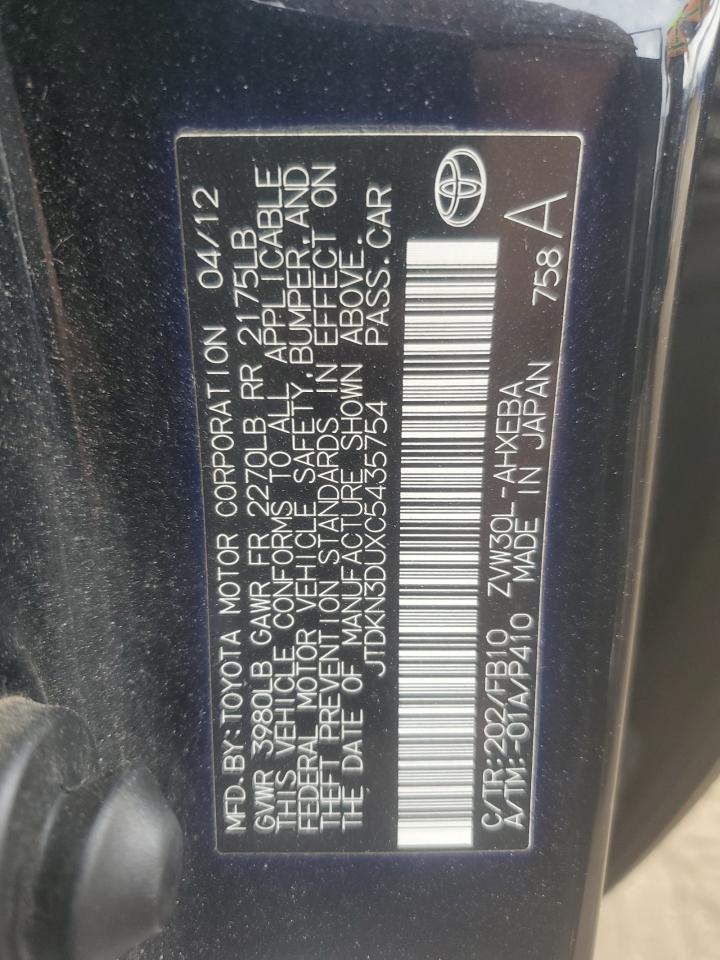 MFD.BY:TOYOTA MOTOR CORPORATION 04/12
GVWR 3980LB GAWR FR 2270LB RR 2175LB
THIS VEHICLE CONFORMS TO ALL APPLICABLE
FEDERAL MOTOR VEHICLE SAFETY,BUMPER,AND
THEFT PREVENTION STANDARDS IN EFFECT ON
THE DATE OF MANUFACTURE SHOWN ABOVE.
JTDKN3DUXC5435754 PASS.CAR
C/TR:202/FB10 ZVW30L-AHXEBA
A/TM:-01A/P410 MADE IN JAPAN 758 A